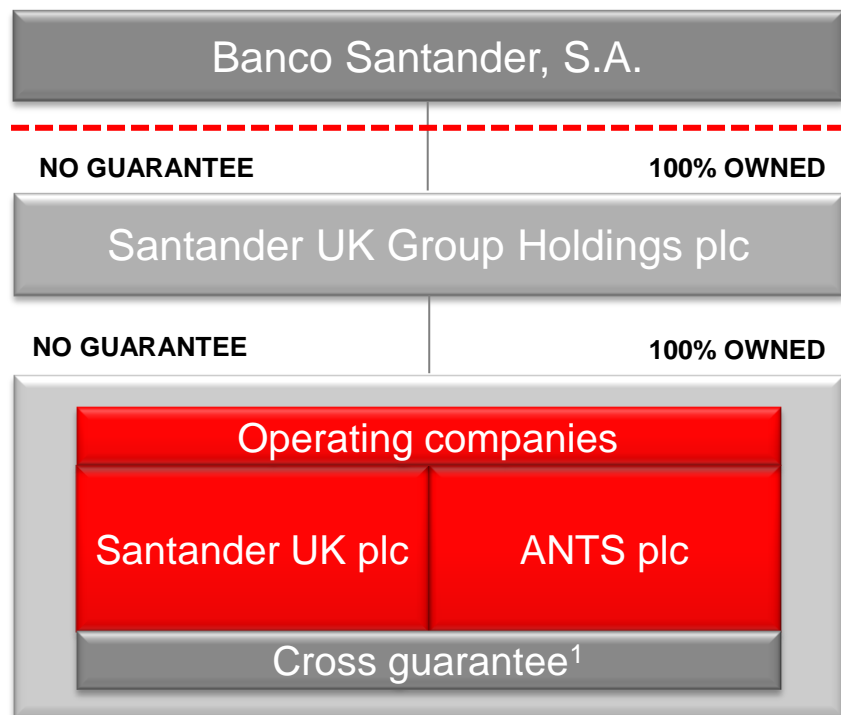 Banco Santander, S.A.
NO GUARANTEE 100% OWNED
Santander UK Group Holdings plc
NO GUARANTEE 100% OWNED
Operating companies
Santander UK plc ANTS plc
Cross guarantee¹